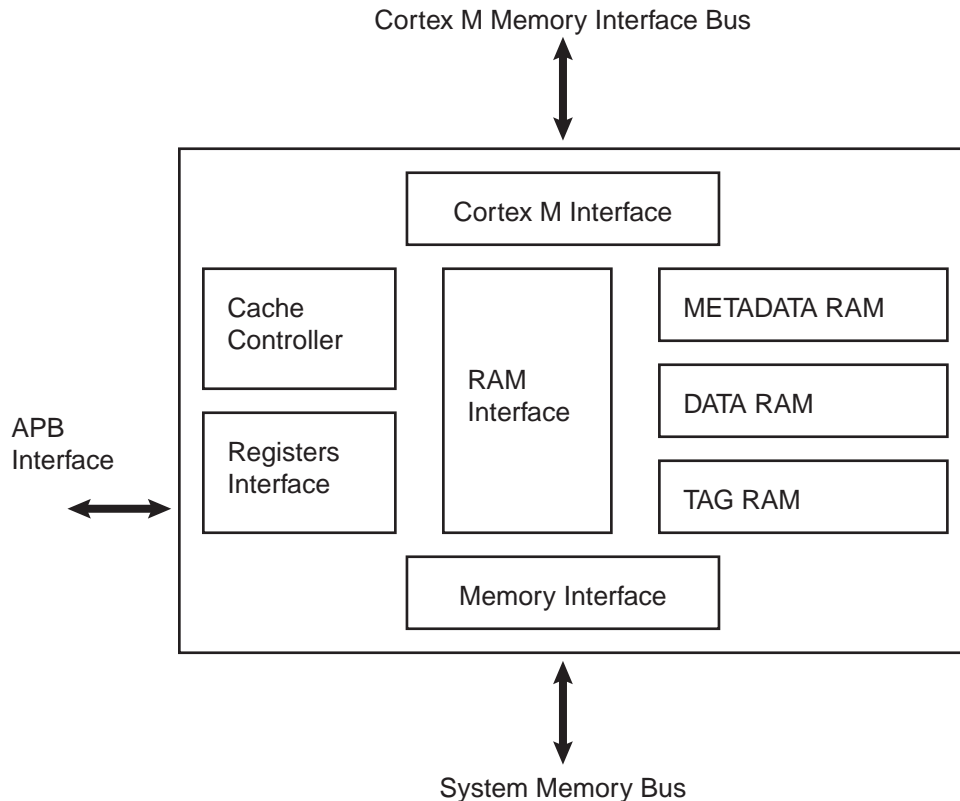 Cortex M Memory Interface Bus
Cortex M Interface
Cache
Controller
RAM
Interface
METADATA RAM
DATA RAM
TAG RAM
APB
Interface
Registers
Interface
Memory Interface
System Memory Bus